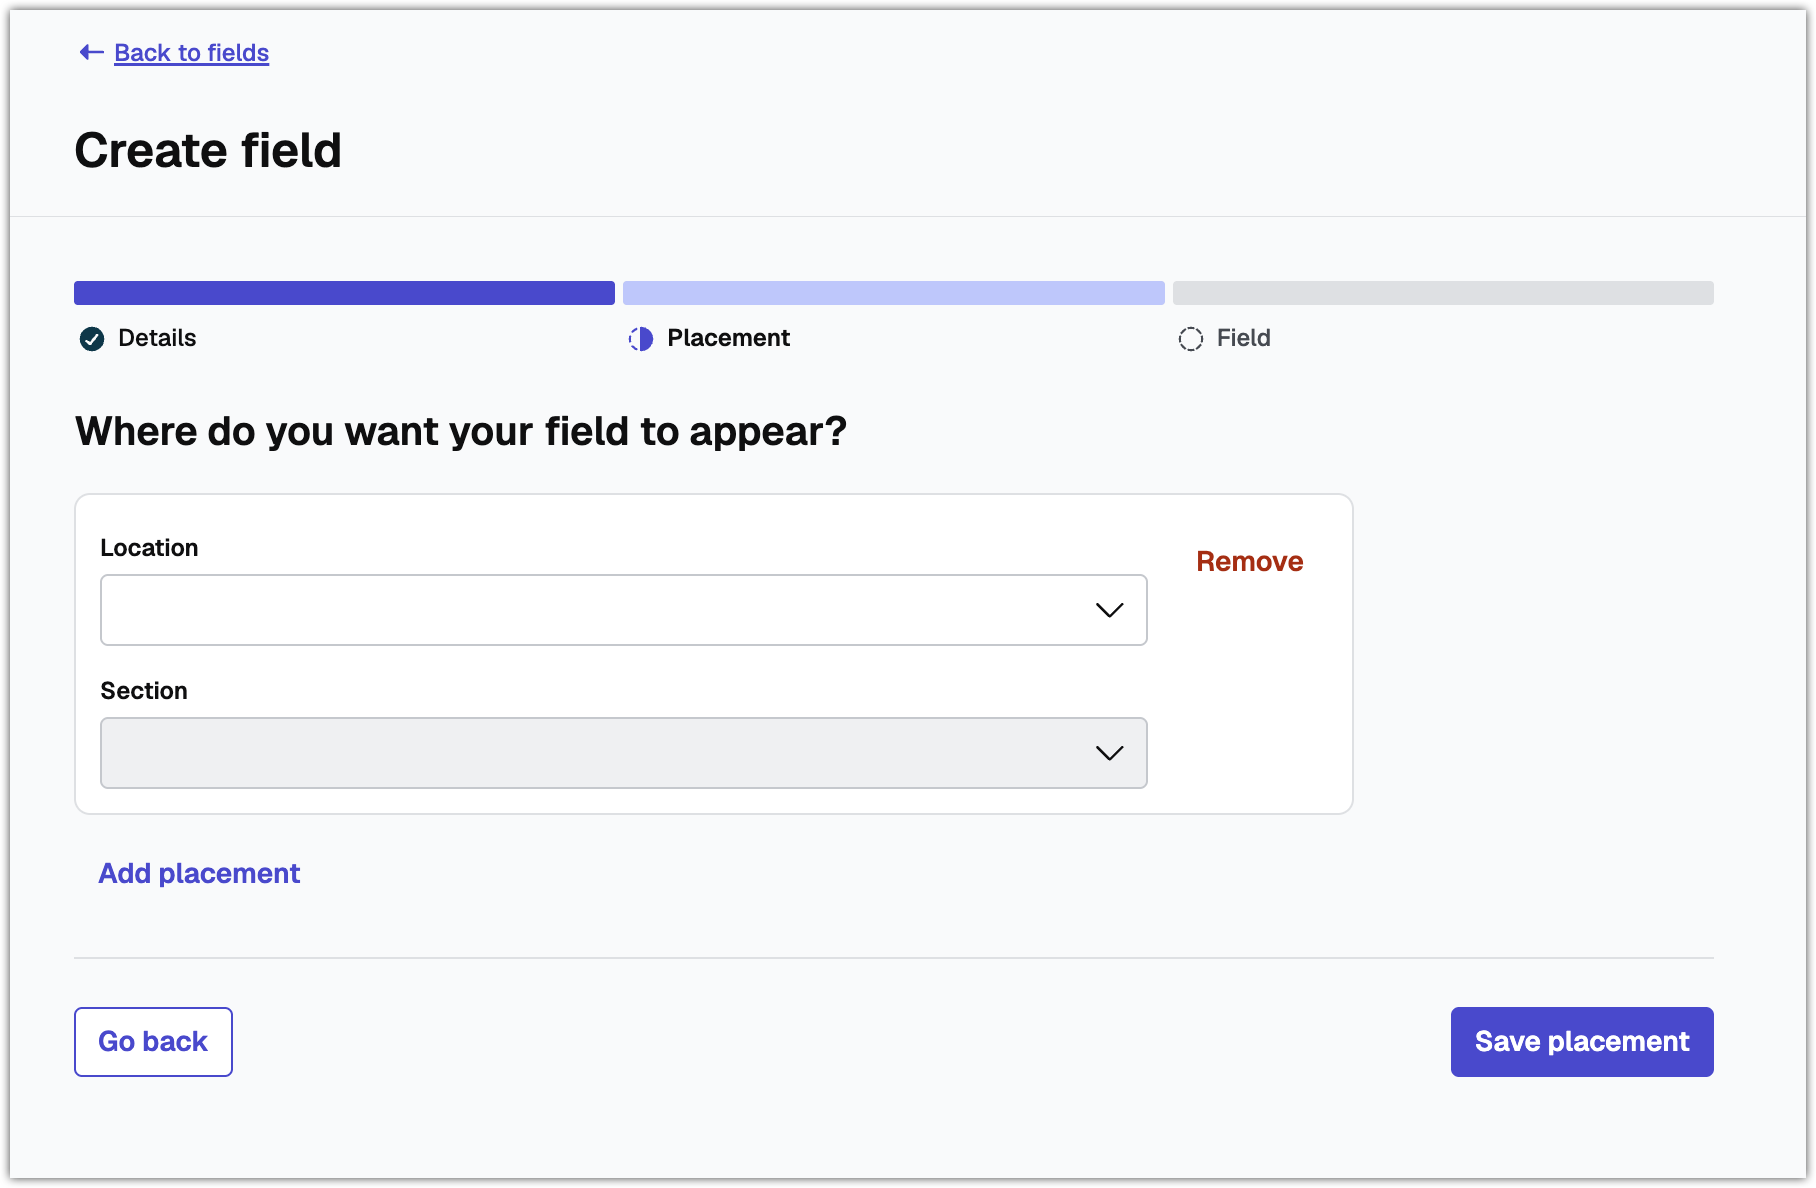 Back to fields
Create field
Details
Placement
Field
Where do you want your field to appear?
Location
Remove
Section
Add placement
Go back
Save placement